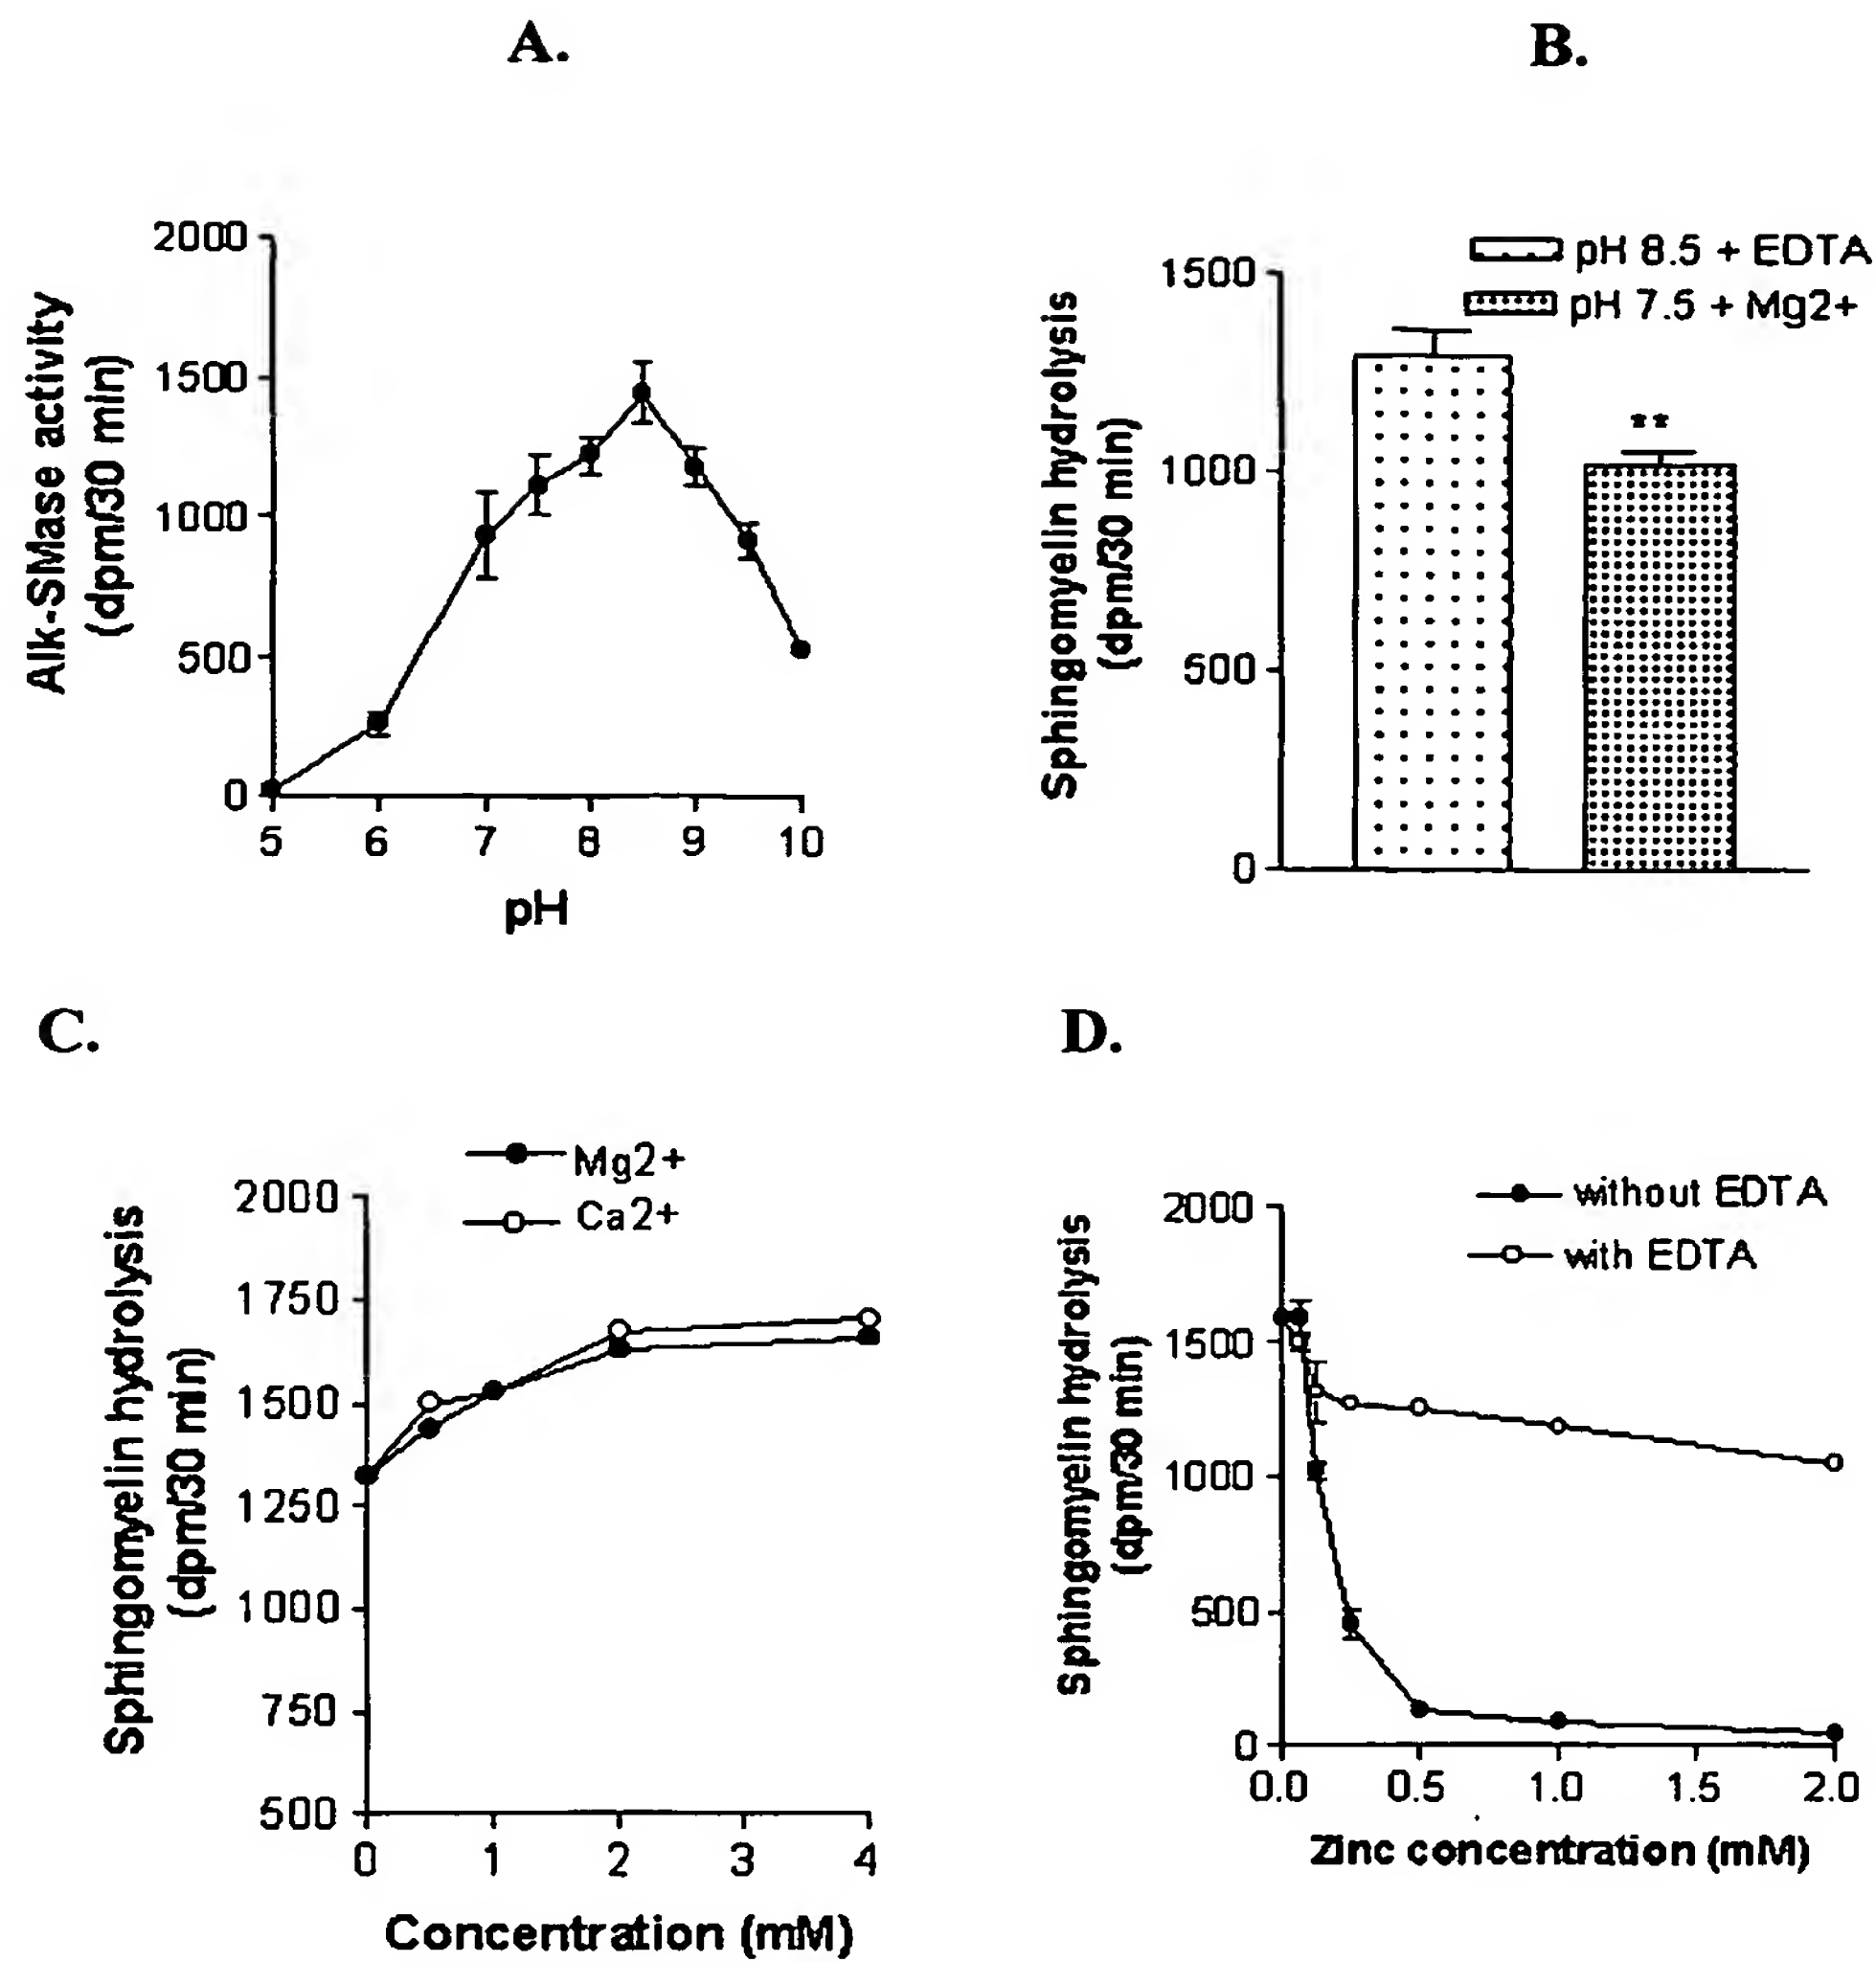 A.
2000
1500
1000
500
0
5 6 7 8 9 10
pH
Alk-SMase activity
(dpm/30 min)
B.
pH 8.5 + EDTA
pH 7.5 + Mg2+
1500
1000
500
0
**
Sphingomyelin hydrolysis
(dpm/30 min)
C.
Mg2+
Ca2+
2000
1750
1500
1250
1000
750
500
0 1 2 3 4
Concentration (mM)
Sphingomyelin hydrolysis
(dpm/30 min)
D.
without EDTA
with EDTA
2000
1500
1000
500
0
0.0 0.5 1.0 1.5 2.0
Zinc concentration (mM)
Sphingomyelin hydrolysis
(dpm/30 min)